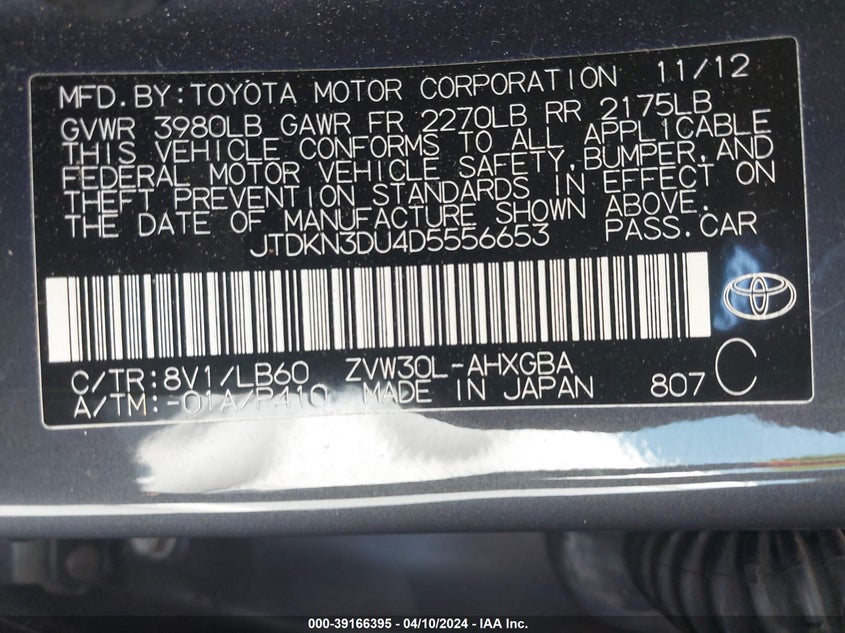 MFD.BY:TOYOTA MOTOR CORPORATION 11/12
GVWR 3980LB GAWR FR 2270LB RR 2175LB
THIS VEHICLE CONFORMS TO ALL APPLICABLE
FEDERAL MOTOR VEHICLE SAFETY,BUMPER,AND
THEFT PREVENTION STANDARDS IN EFFECT ON
THE DATE OF MANUFACTURE SHOWN ABOVE.
JTDKN3DU4D5556653 PASS.CAR
C/TR:8V1/LB60 ZVW30L-AHXGBA
A/TM:-01A/P410 MADE IN JAPAN 807 C
000-39166395 - 04/10/2024 - IAA Inc.